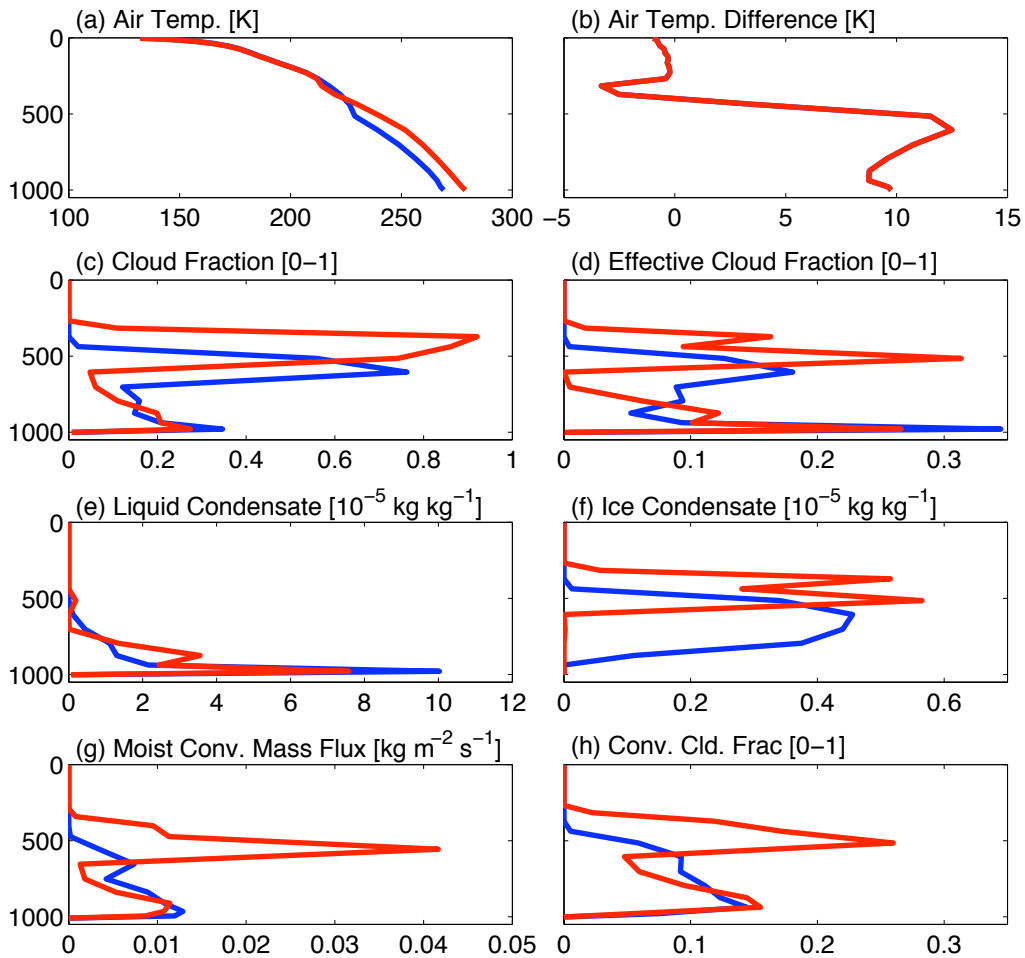 (a) Air Temp. [K]
(b) Air Temp. Difference [K]
0
500
1000
100 150 200 250 300
−5 0 5 10 15
(c) Cloud Fraction [0−1]
(d) Effective Cloud Fraction [0−1]
0
500
1000
0 0.2 0.4 0.6 0.8 1
0 0.1 0.2 0.3
(e) Liquid Condensate [10⁻⁵ kg kg⁻¹]
(f) Ice Condensate [10⁻⁵ kg kg⁻¹]
0
500
1000
0 2 4 6 8 10 12
0 0.2 0.4 0.6
(g) Moist Conv. Mass Flux [kg m⁻² s⁻¹]
(h) Conv. Cld. Frac [0−1]
0
500
1000
0 0.01 0.02 0.03 0.04 0.05
0 0.1 0.2 0.3